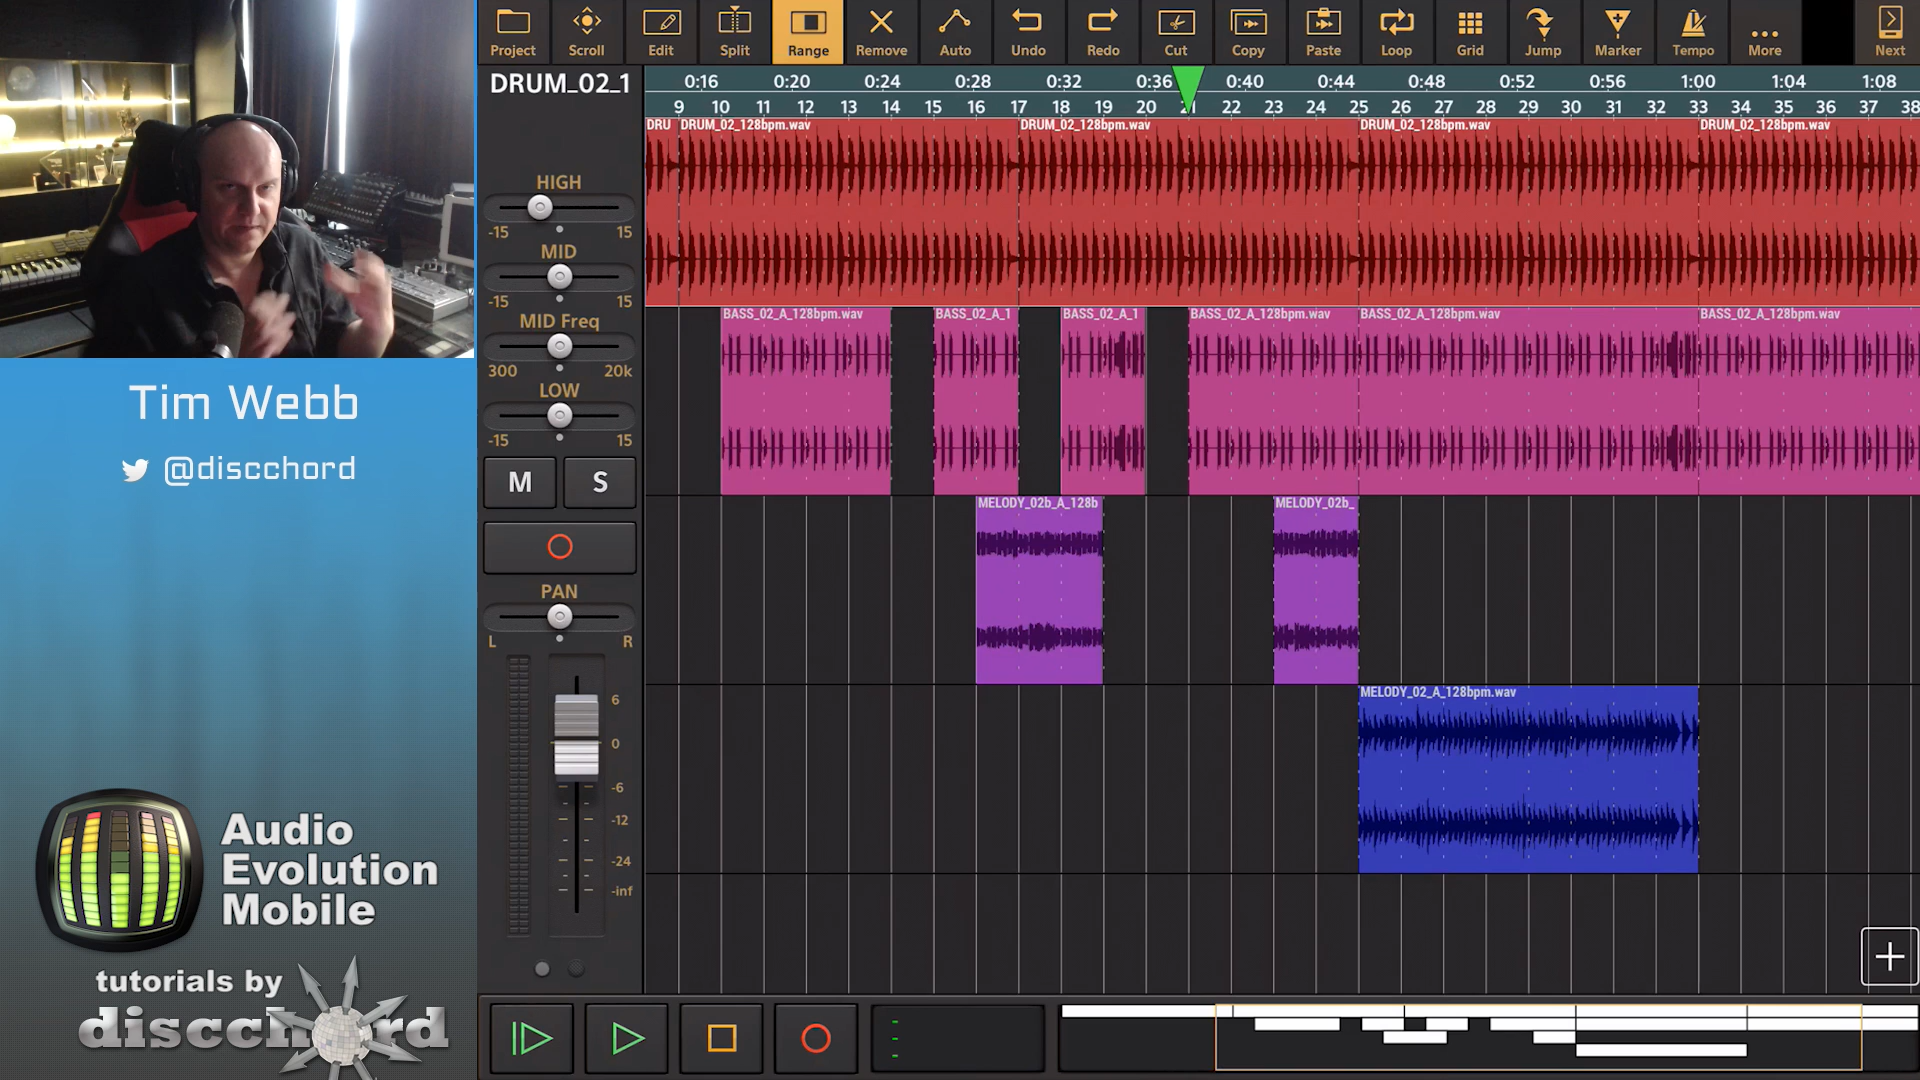 Project
Scroll
Edit
Split
Range
Remove
Auto
Undo
Redo
Cut
Copy
Paste
Loop
Grid
Jump
Marker
Tempo
More
Next
DRUM_02_1
0:16 0:20 0:24 0:28 0:32 0:36 0:40 0:44 0:48 0:52 0:56 1:00 1:04 1:08
9 10 11 12 13 14 15 16 17 18 19 20 21 22 23 24 25 26 27 28 29 30 31 32 33 34 35 36 37 38
DRU DRUM_02_128bpm.wav DRUM_02_128bpm.wav DRUM_02_128bpm.wav DRUM_02_128bpm.wav
HIGH
-15 15
MID
-15 15
MID Freq
300 20k
LOW
-15 15
M S
PAN
L R
6
0
-6
-12
-24
-inf
BASS_02_A_128bpm.wav BASS_02_A_1 BASS_02_A_1 BASS_02_A_128bpm.wav BASS_02_A_128bpm.wav BASS_02_A_128bpm.wav
MELODY_02b_A_128b MELODY_02b_
MELODY_02_A_128bpm.wav
Tim Webb
@discchord
Audio
Evolution
Mobile
tutorials by
discchord